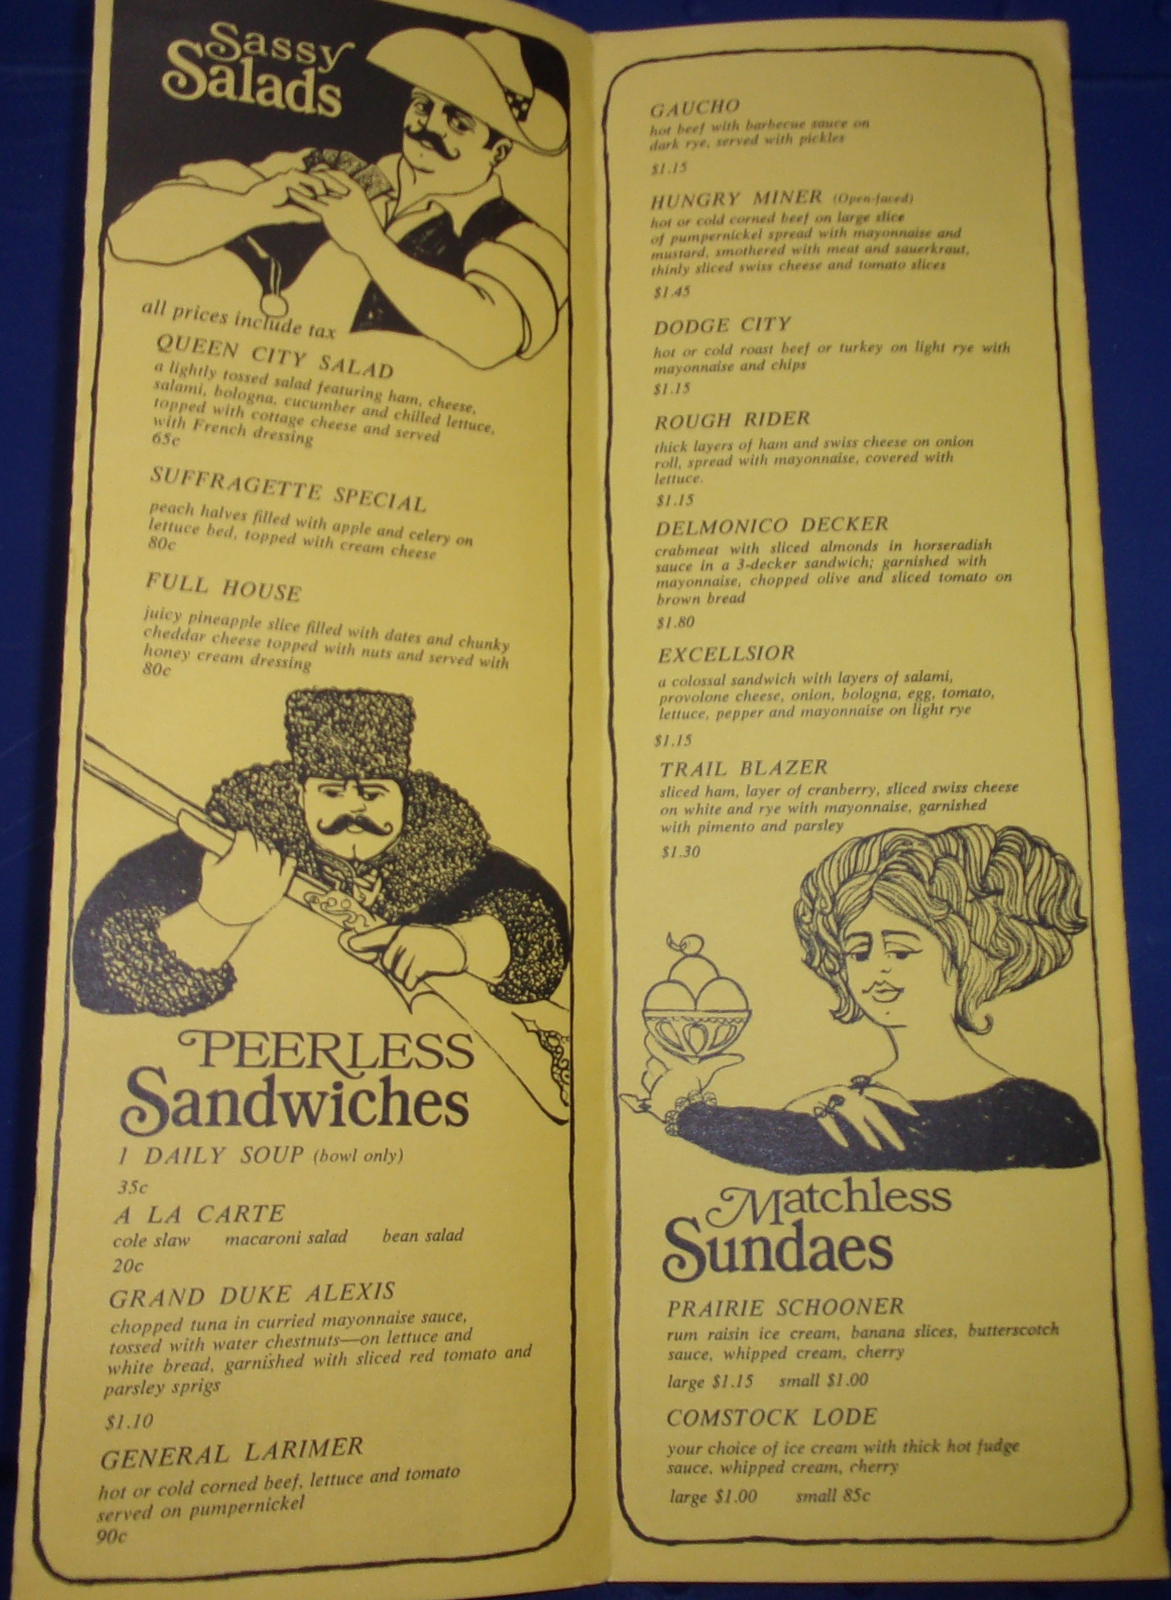 Sassy
Salads
all prices include tax
QUEEN CITY SALAD
a lightly tossed salad featuring ham, cheese,
salami, bologna, cucumber and chilled lettuce,
topped with cottage cheese and served
with French dressing
65c
SUFFRAGETTE SPECIAL
peach halves filled with apple and celery on
lettuce bed, topped with cream cheese
80c
FULL HOUSE
juicy pineapple slice filled with dates and chunky
cheddar cheese topped with nuts and served with
honey cream dressing
80c
PEERLESS
Sandwiches
1 DAILY SOUP (bowl only)
35c
A LA CARTE
cole slaw macaroni salad bean salad
20c
GRAND DUKE ALEXIS
chopped tuna in curried mayonnaise sauce,
tossed with water chestnuts—on lettuce and
white bread, garnished with sliced red tomato and
parsley sprigs
$1.10
GENERAL LARIMER
hot or cold corned beef, lettuce and tomato
served on pumpernickel
90c
GAUCHO
hot beef with barbecue sauce on
dark rye, served with pickles
$1.15
HUNGRY MINER (Open-faced)
hot or cold corned beef on large slice
of pumpernickel spread with mayonnaise and
mustard, smothered with meat and sauerkraut,
thinly sliced swiss cheese and tomato slices
$1.45
DODGE CITY
hot or cold roast beef or turkey on light rye with
mayonnaise and chips
$1.15
ROUGH RIDER
thick layers of ham and swiss cheese on onion
roll, spread with mayonnaise, covered with
lettuce.
$1.15
DELMONICO DECKER
crabmeat with sliced almonds in horseradish
sauce in a 3-decker sandwich; garnished with
mayonnaise, chopped olive and sliced tomato on
brown bread
$1.80
EXCELLSIOR
a colossal sandwich with layers of salami,
provolone cheese, onion, bologna, egg, tomato,
lettuce, pepper and mayonnaise on light rye
$1.15
TRAIL BLAZER
sliced ham, layer of cranberry, sliced swiss cheese
on white and rye with mayonnaise, garnished
with pimento and parsley
$1.30
Matchless
Sundaes
PRAIRIE SCHOONER
rum raisin ice cream, banana slices, butterscotch
sauce, whipped cream, cherry
large $1.15 small $1.00
COMSTOCK LODE
your choice of ice cream with thick hot fudge
sauce, whipped cream, cherry
large $1.00 small 85c